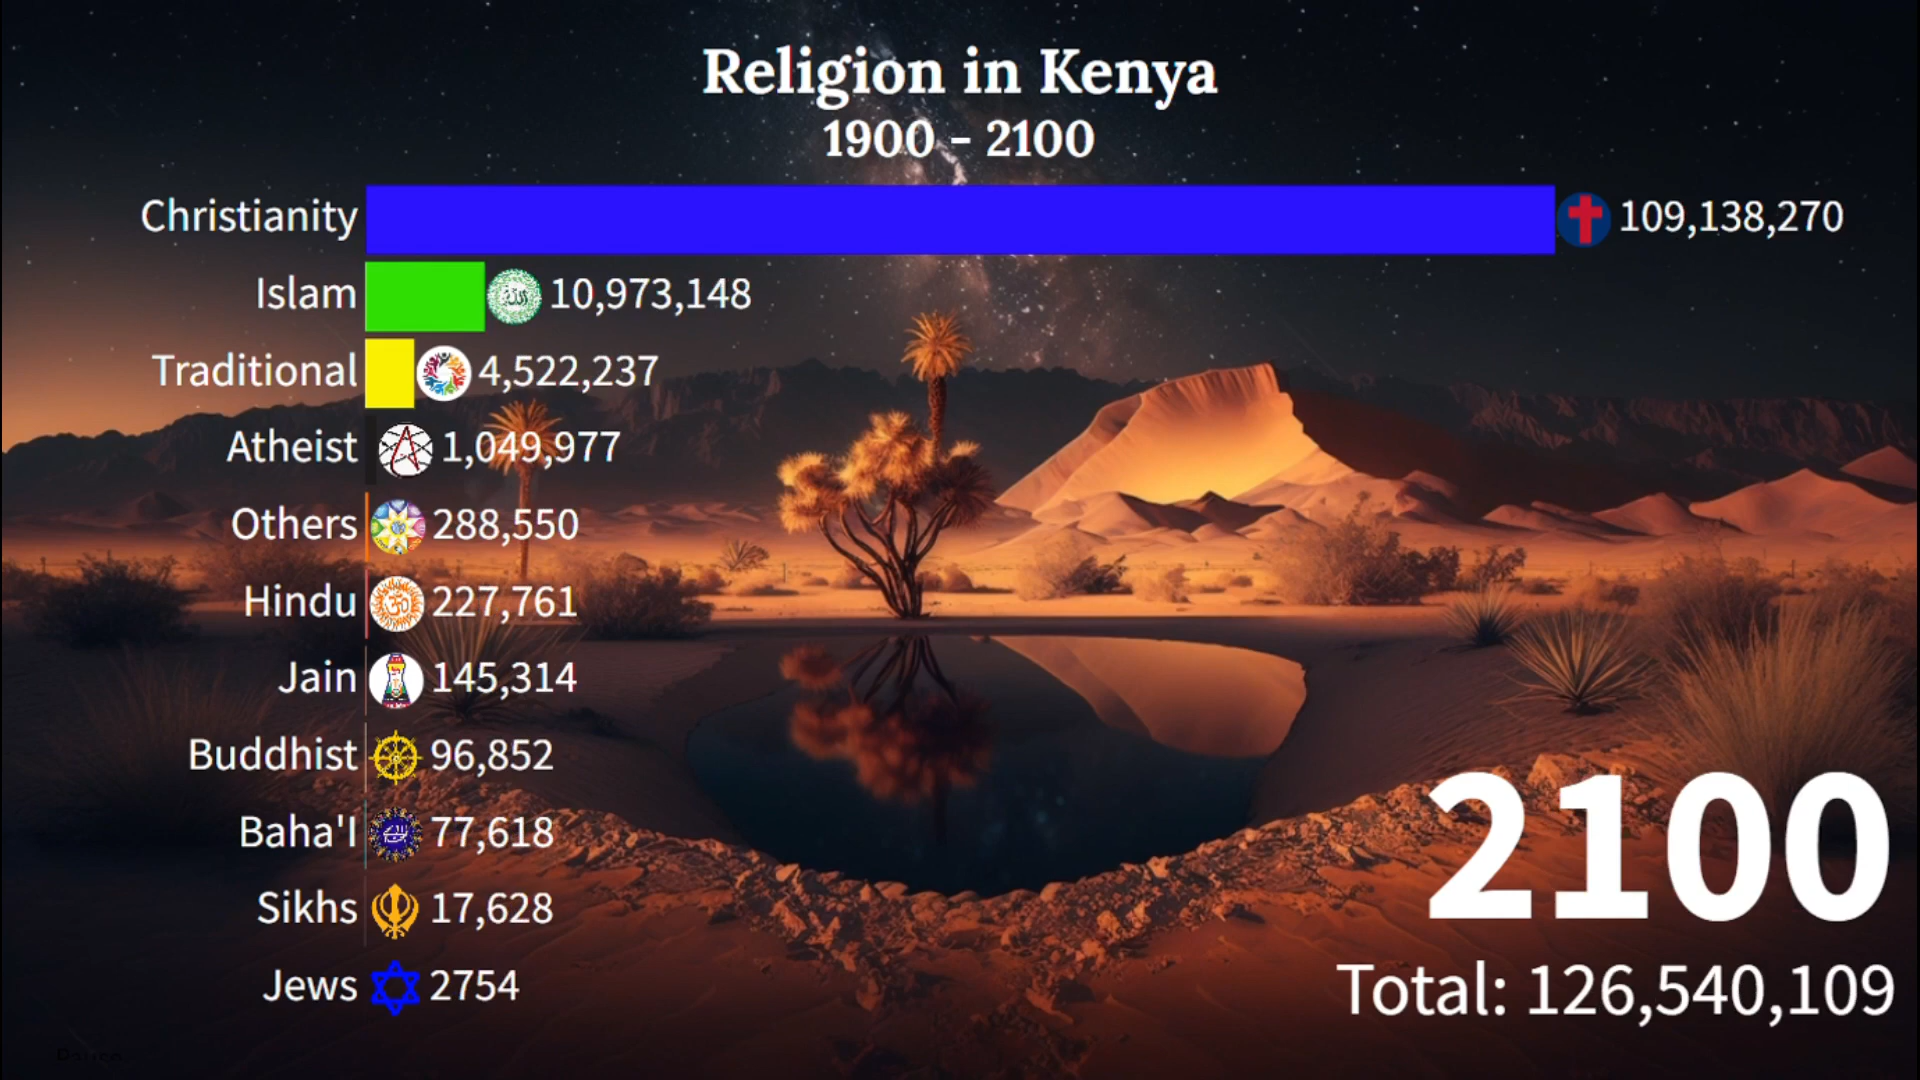 Religion in Kenya
1900 - 2100
Christianity 109,138,270
Islam 10,973,148
Traditional 4,522,237
Atheist 1,049,977
Others 288,550
Hindu 227,761
Jain 145,314
Buddhist 96,852
Baha'I 77,618
Sikhs 17,628
Jews 2754
2100
Total: 126,540,109